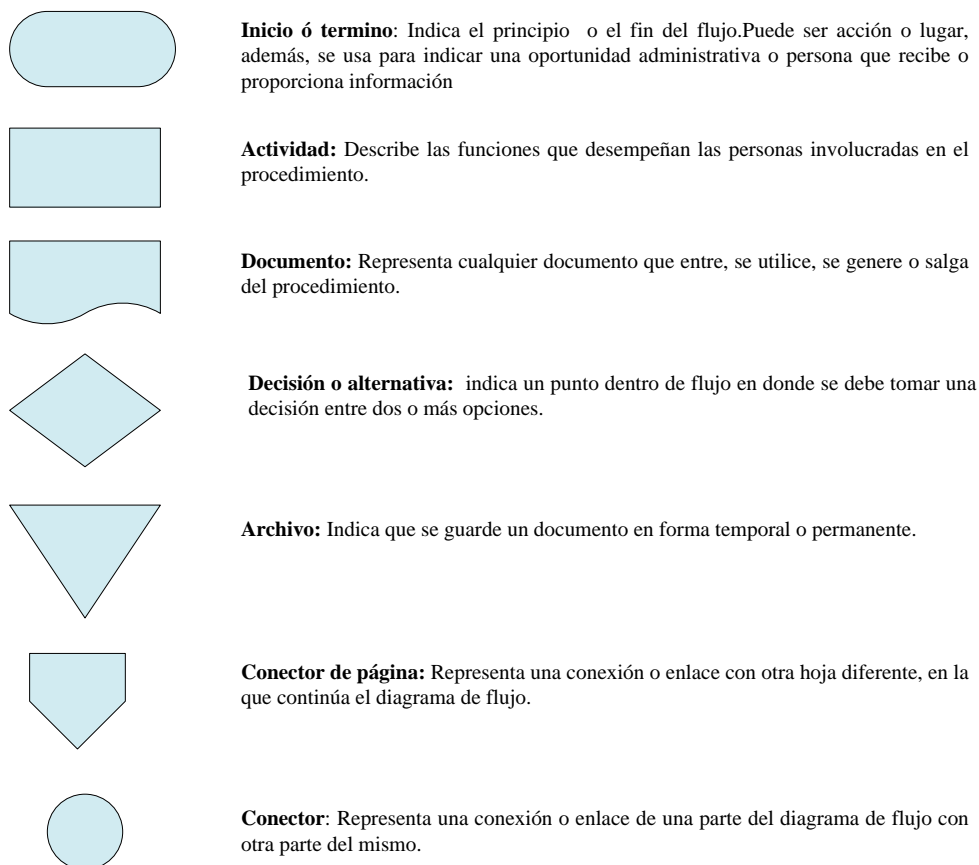 Inicio ó termino: Indica el principio o el fin del flujo.Puede ser acción o lugar,
además, se usa para indicar una oportunidad administrativa o persona que recibe o
proporciona información
Actividad: Describe las funciones que desempeñan las personas involucradas en el
procedimiento.
Documento: Representa cualquier documento que entre, se utilice, se genere o salga
del procedimiento.
Decisión o alternativa: indica un punto dentro de flujo en donde se debe tomar una
decisión entre dos o más opciones.
Archivo: Indica que se guarde un documento en forma temporal o permanente.
Conector de página: Representa una conexión o enlace con otra hoja diferente, en la
que continúa el diagrama de flujo.
Conector: Representa una conexión o enlace de una parte del diagrama de flujo con
otra parte del mismo.